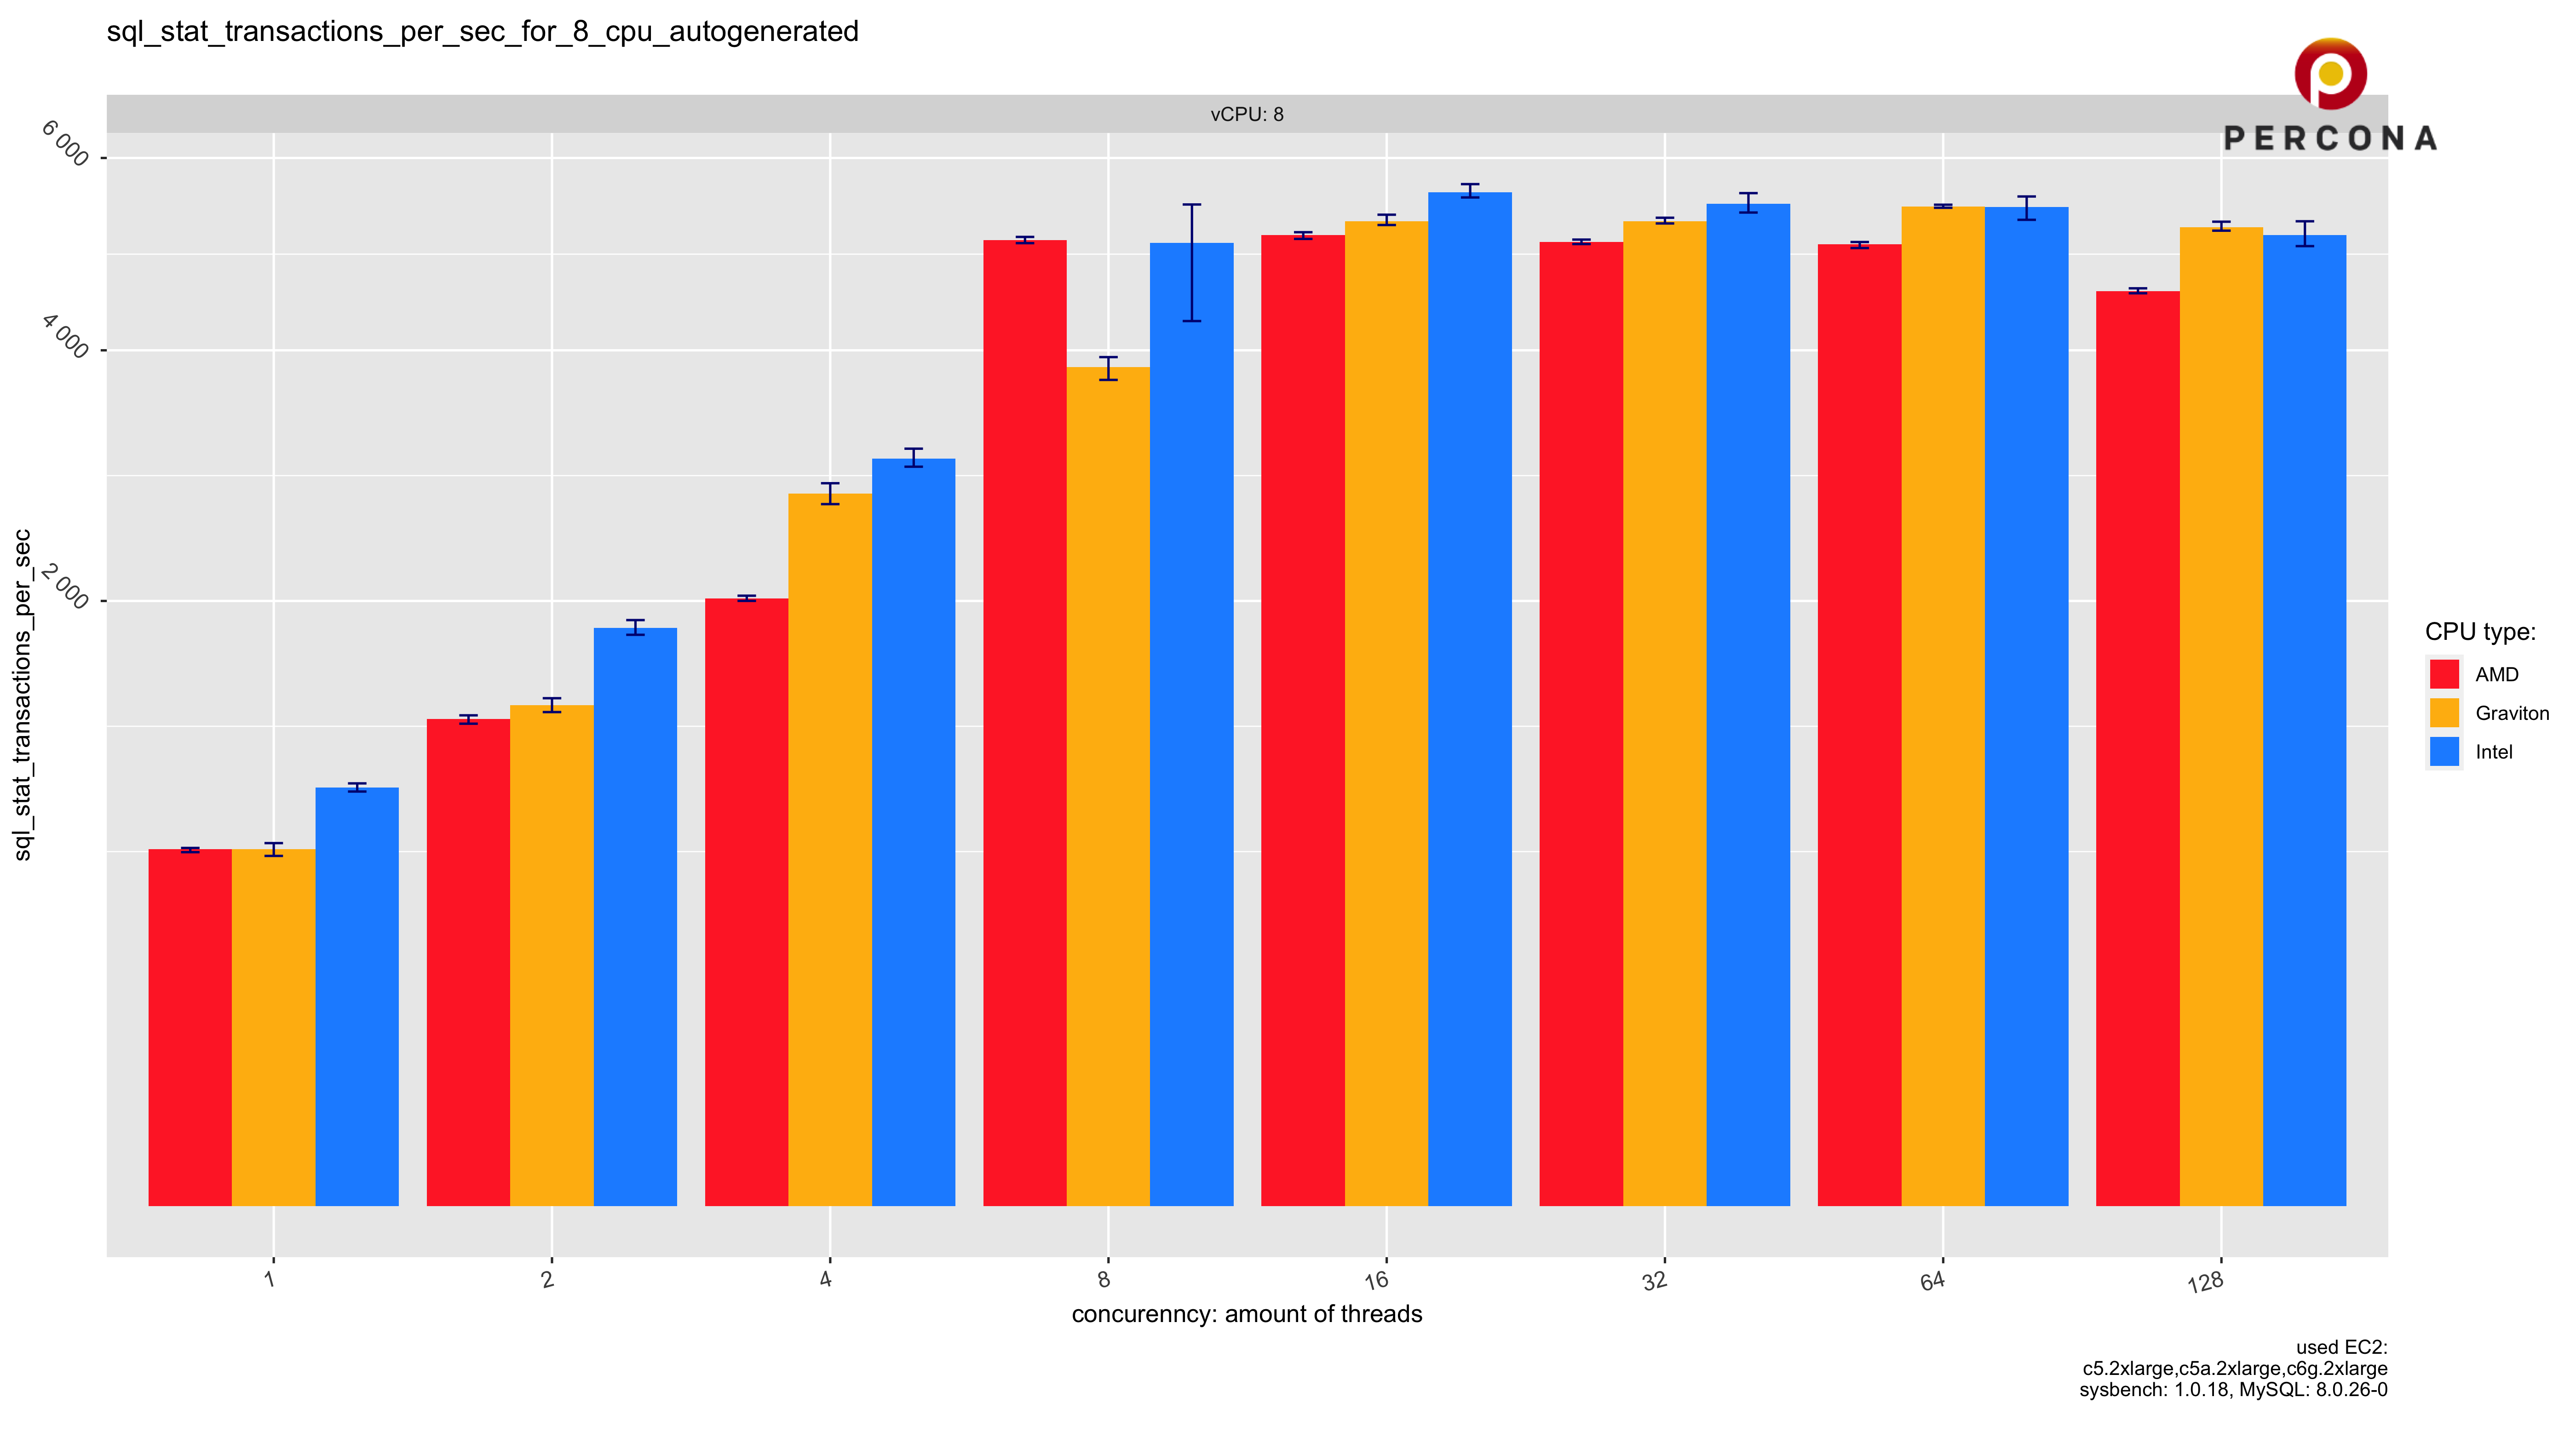 sql_stat_transactions_per_sec_for_8_cpu_autogenerated
PERCONA
vCPU: 8
6 000
4 000
2 000
sql_stat_transactions_per_sec
CPU type:
AMD
Graviton
Intel
1
2
4
8
16
32
64
128
concurenncy: amount of threads
used EC2:
c5.2xlarge,c5a.2xlarge,c6g.2xlarge
sysbench: 1.0.18, MySQL: 8.0.26-0